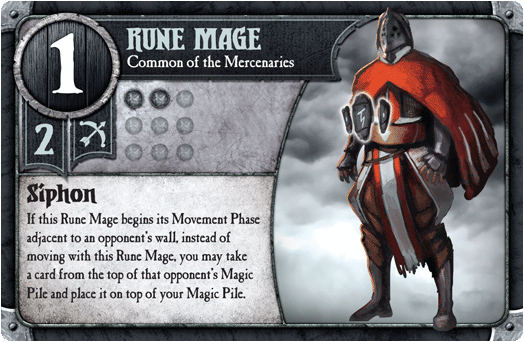 1
RUNE MAGE
Common of the Mercenaries
2
Siphon
If this Rune Mage begins its Movement Phase
adjacent to an opponent's wall, instead of
moving with this Rune Mage, you may take
a card from the top of that opponent's Magic
Pile and place it on top of your Magic Pile.